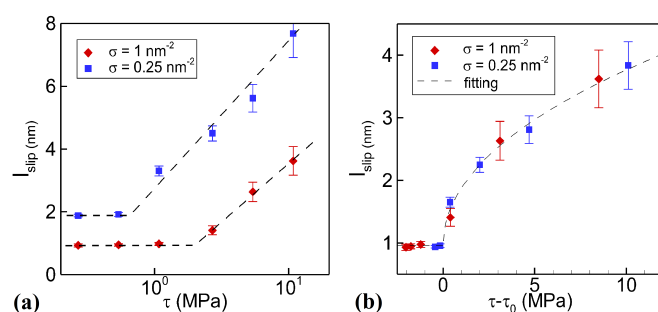 8
6
4
2
0
l_slip (nm)
σ = 1 nm⁻²
σ = 0.25 nm⁻²
10⁰
10¹
(a)
τ (MPa)
4
3
2
1
l_slip (nm)
σ = 1 nm⁻²
σ = 0.25 nm⁻²
fitting
0
5
10
(b)
τ-τ₀ (MPa)